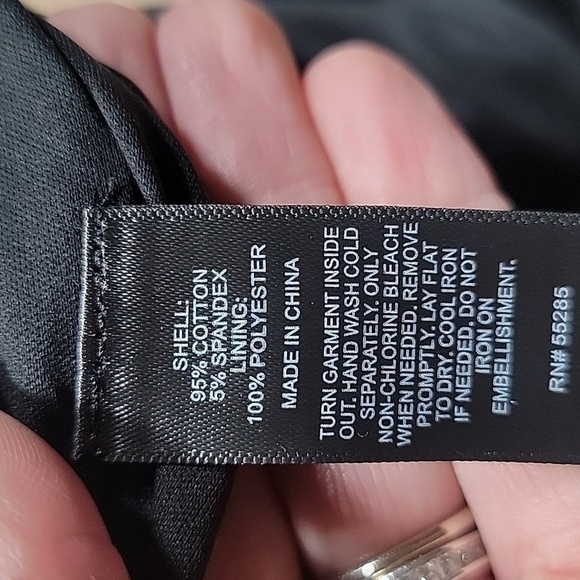 SHELL:
95% COTTON
5% SPANDEX
LINING:
100% POLYESTER
MADE IN CHINA
TURN GARMENT INSIDE
OUT. HAND WASH COLD
SEPARATELY. ONLY
NON-CHLORINE BLEACH
WHEN NEEDED. REMOVE
PROMPTLY. LAY FLAT
TO DRY. COOL IRON
IF NEEDED. DO NOT
IRON ON
EMBELLISHMENT.
RN# 55285